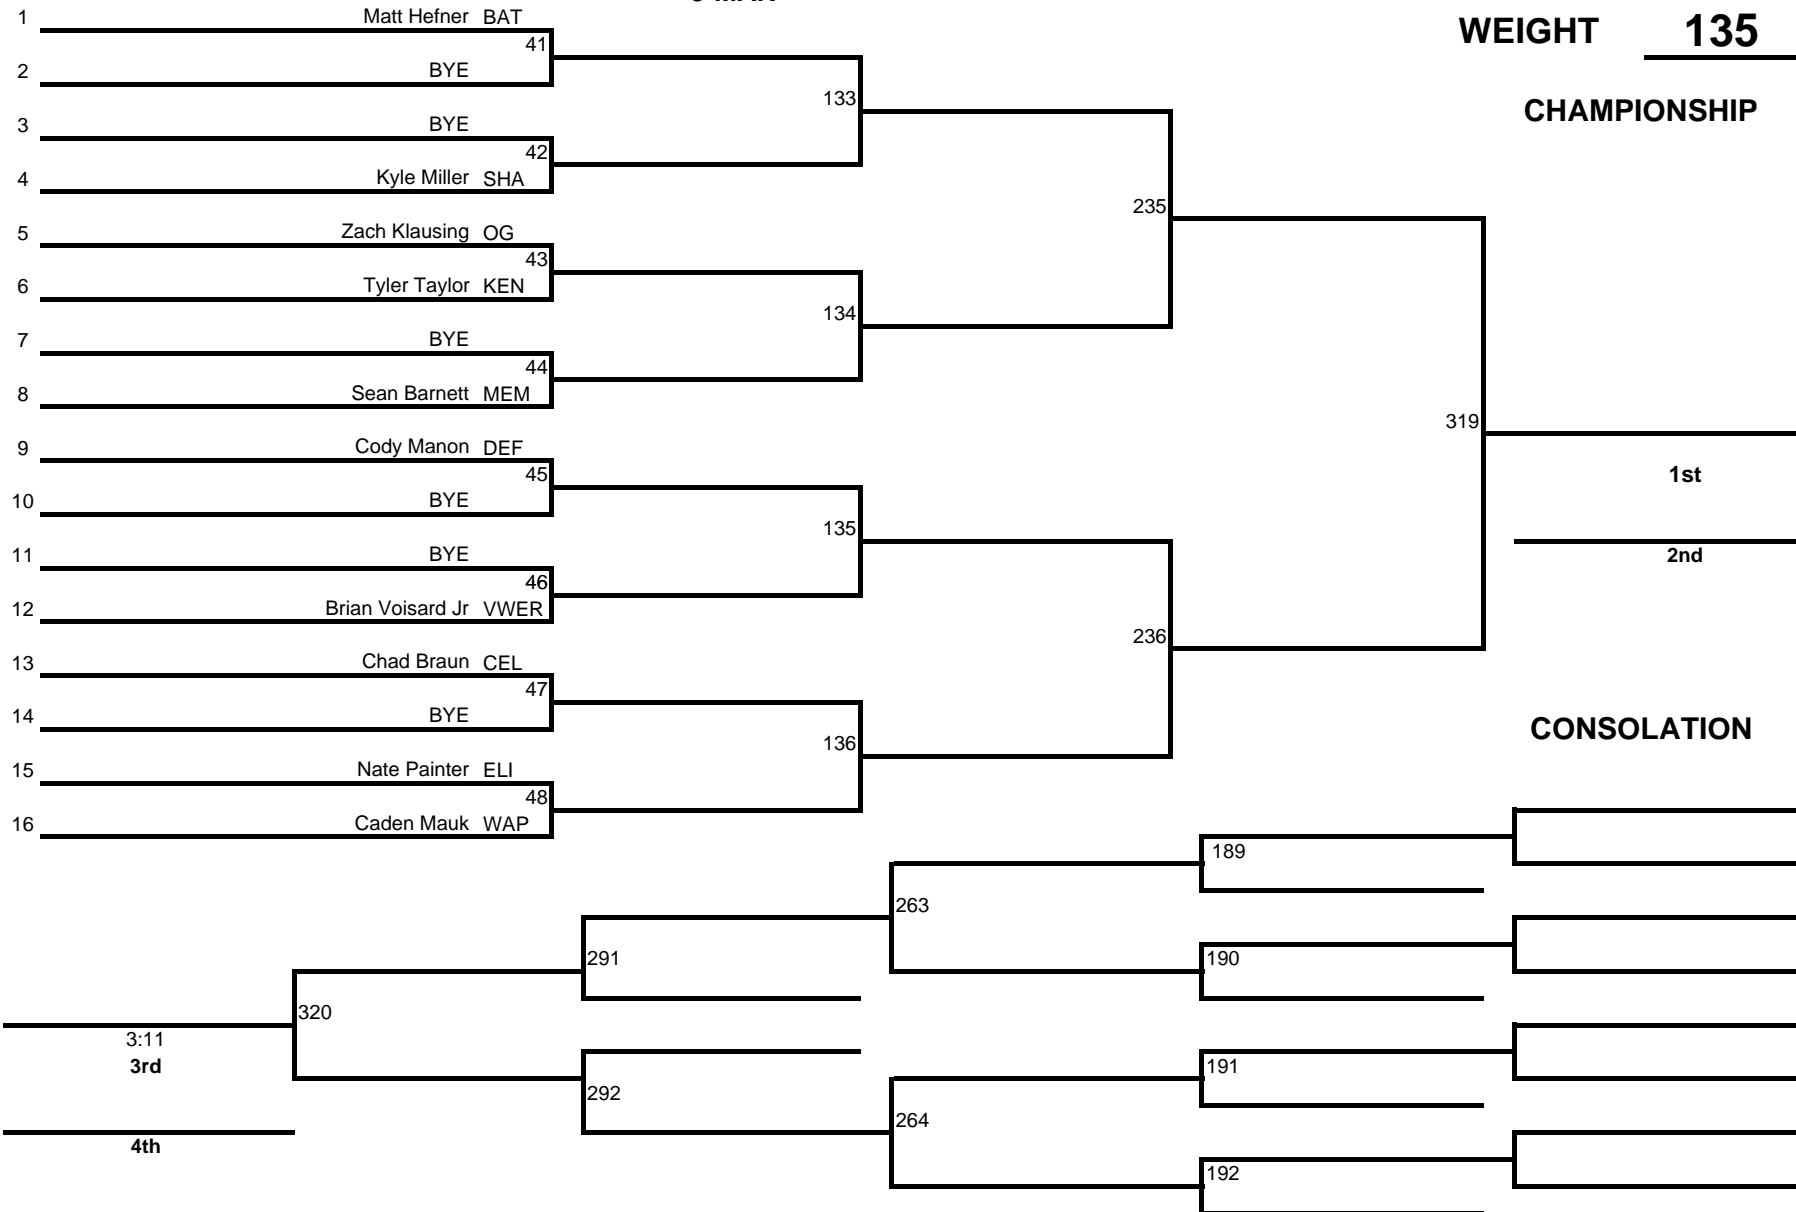 WEIGHT 135
CHAMPIONSHIP
1 Matt Hefner BAT
41
2 BYE
133
3 BYE
42
4 Kyle Miller SHA
235
5 Zach Klausing OG
43
6 Tyler Taylor KEN
134
7 BYE
44
8 Sean Barnett MEM
319
9 Cody Manon DEF
45
1st
10 BYE
135
11 BYE
2nd
46
12 Brian Voisard Jr VWER
236
13 Chad Braun CEL
47
14 BYE
CONSOLATION
136
15 Nate Painter ELI
48
16 Caden Mauk WAP
189
263
291
190
320
3:11
3rd
191
292
264
4th
192